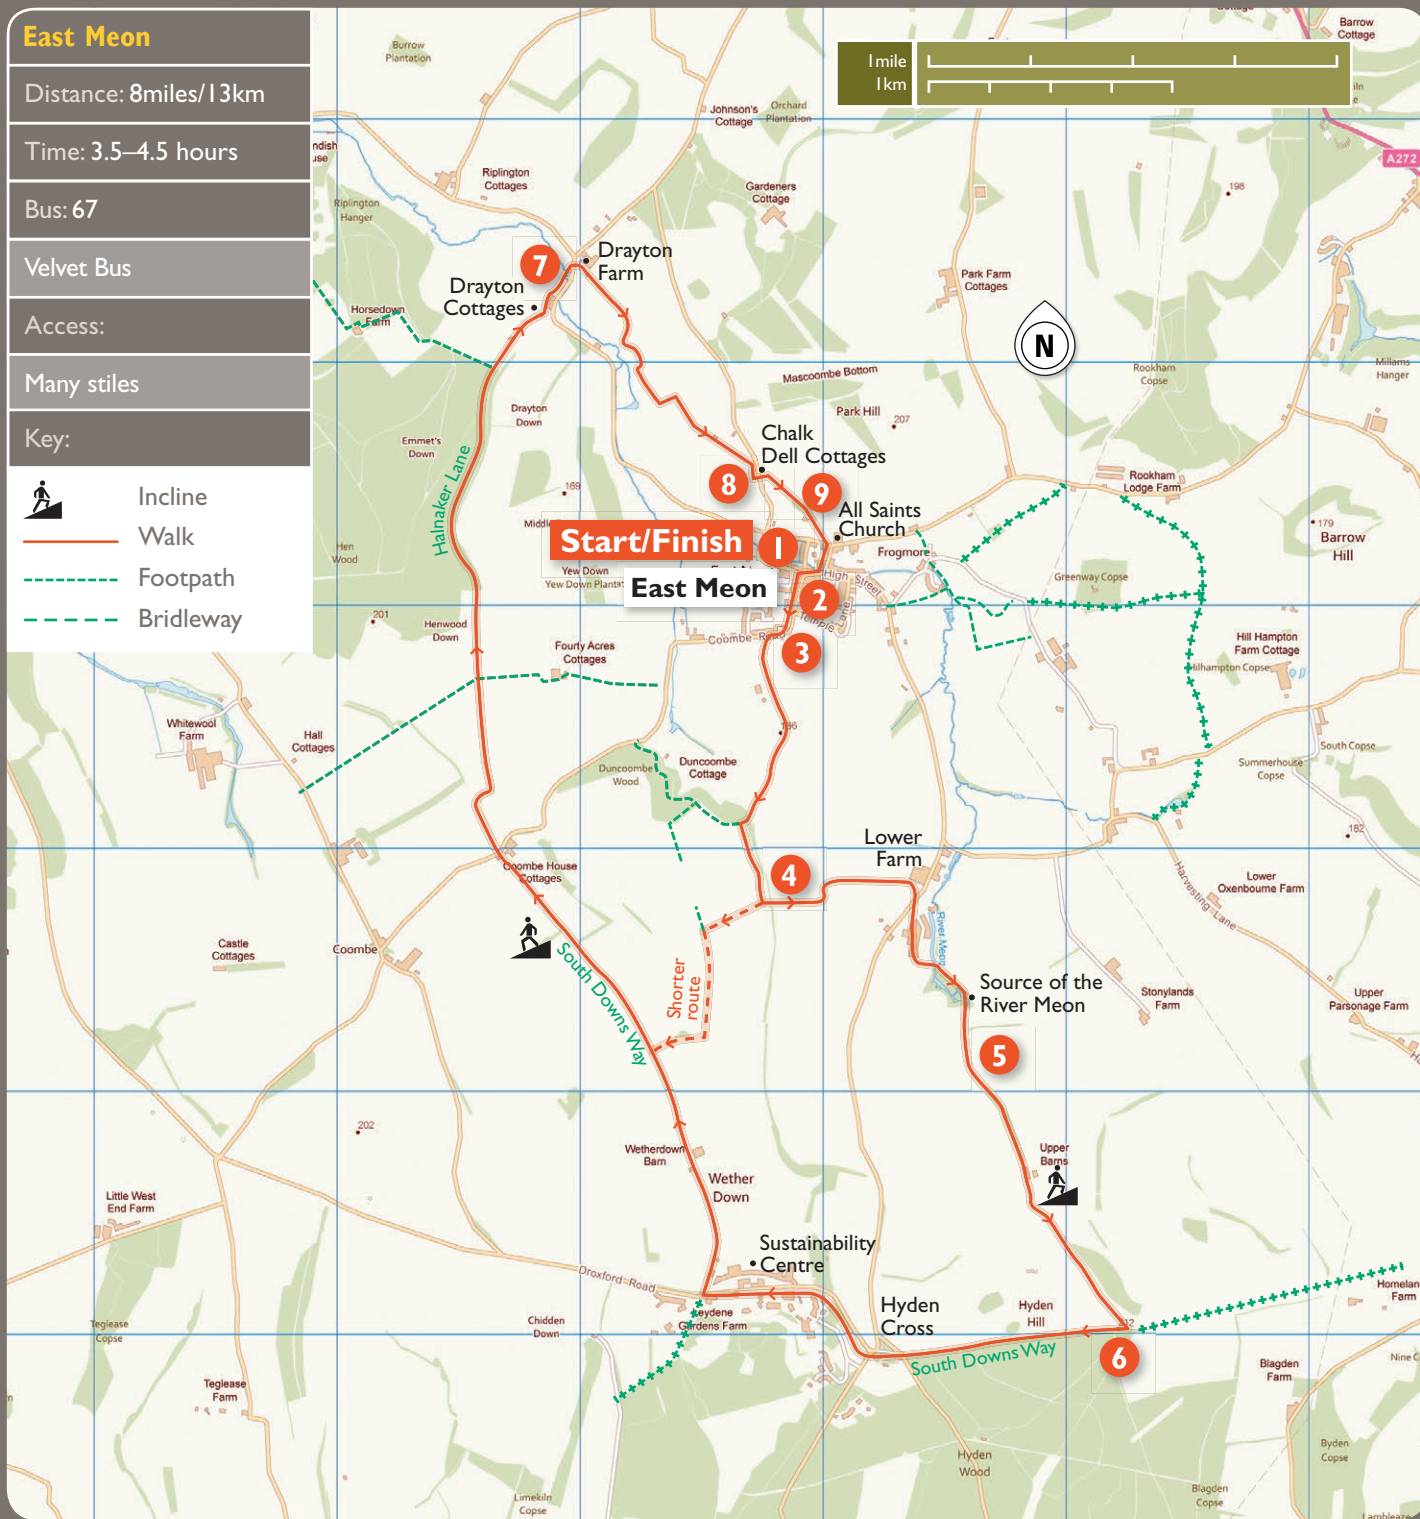 East Meon
Distance: 8miles/13km
Time: 3.5–4.5 hours
Bus: 67
Velvet Bus
Access:
Many stiles
Key:
Incline
Walk
Footpath
Bridleway
1mile
1km
A272
N
Burrow
Plantation
Johnson's
Cottage
Orchard
Plantation
Barrow
Cottage
Riplington
Cottages
Riplington
Hanger
Gardeners
Cottage
198
7
Drayton
Farm
Drayton
Cottages
Horsedown
Farm
Park Farm
Cottages
Mascoombe Bottom
Rookham
Copse
Millams
Hanger
Drayton
Down
Park Hill
207
Emmet's
Down
Halnaker Lane
Chalk
Dell Cottages
8
9
169
Rookham
Lodge Farm
All Saints
Church
179
Barrow
Hill
Start/Finish
1
Frogmore
Hen
Wood
Yew Down
East Meon
High Street
2
Temple Lane
Greenway Copse
201
Henwood
Down
Coombe Road
3
Fourty Acres
Cottages
Hill Hampton
Farm Cottage
Hilhampton Copse
Whitewool
Farm
Hall
Cottages
Duncoombe
Wood
Duncoombe
Cottage
South Copse
Summerhouse
Copse
182
Lower
Farm
4
Coombe House
Cottages
Lower
Oxenbourne Farm
Harvesting Lane
Castle
Cottages
Coombe
River Meon
South Downs Way
Shorter
route
Source of the
River Meon
Stonylands
Farm
Upper
Parsonage Farm
5
202
Wetherdown
Barn
Upper
Barns
Wether
Down
Little West
End Farm
Sustainability
Centre
Droxford Road
Hyden
Cross
Hyden
Hill
Chidden
Down
Leydene
Gardens Farm
South Downs Way
6
Teglease
Copse
Teglease
Farm
Blagden
Farm
Hyden
Wood
Byden
Copse
Limekiln
Copse
Blagden
Copse